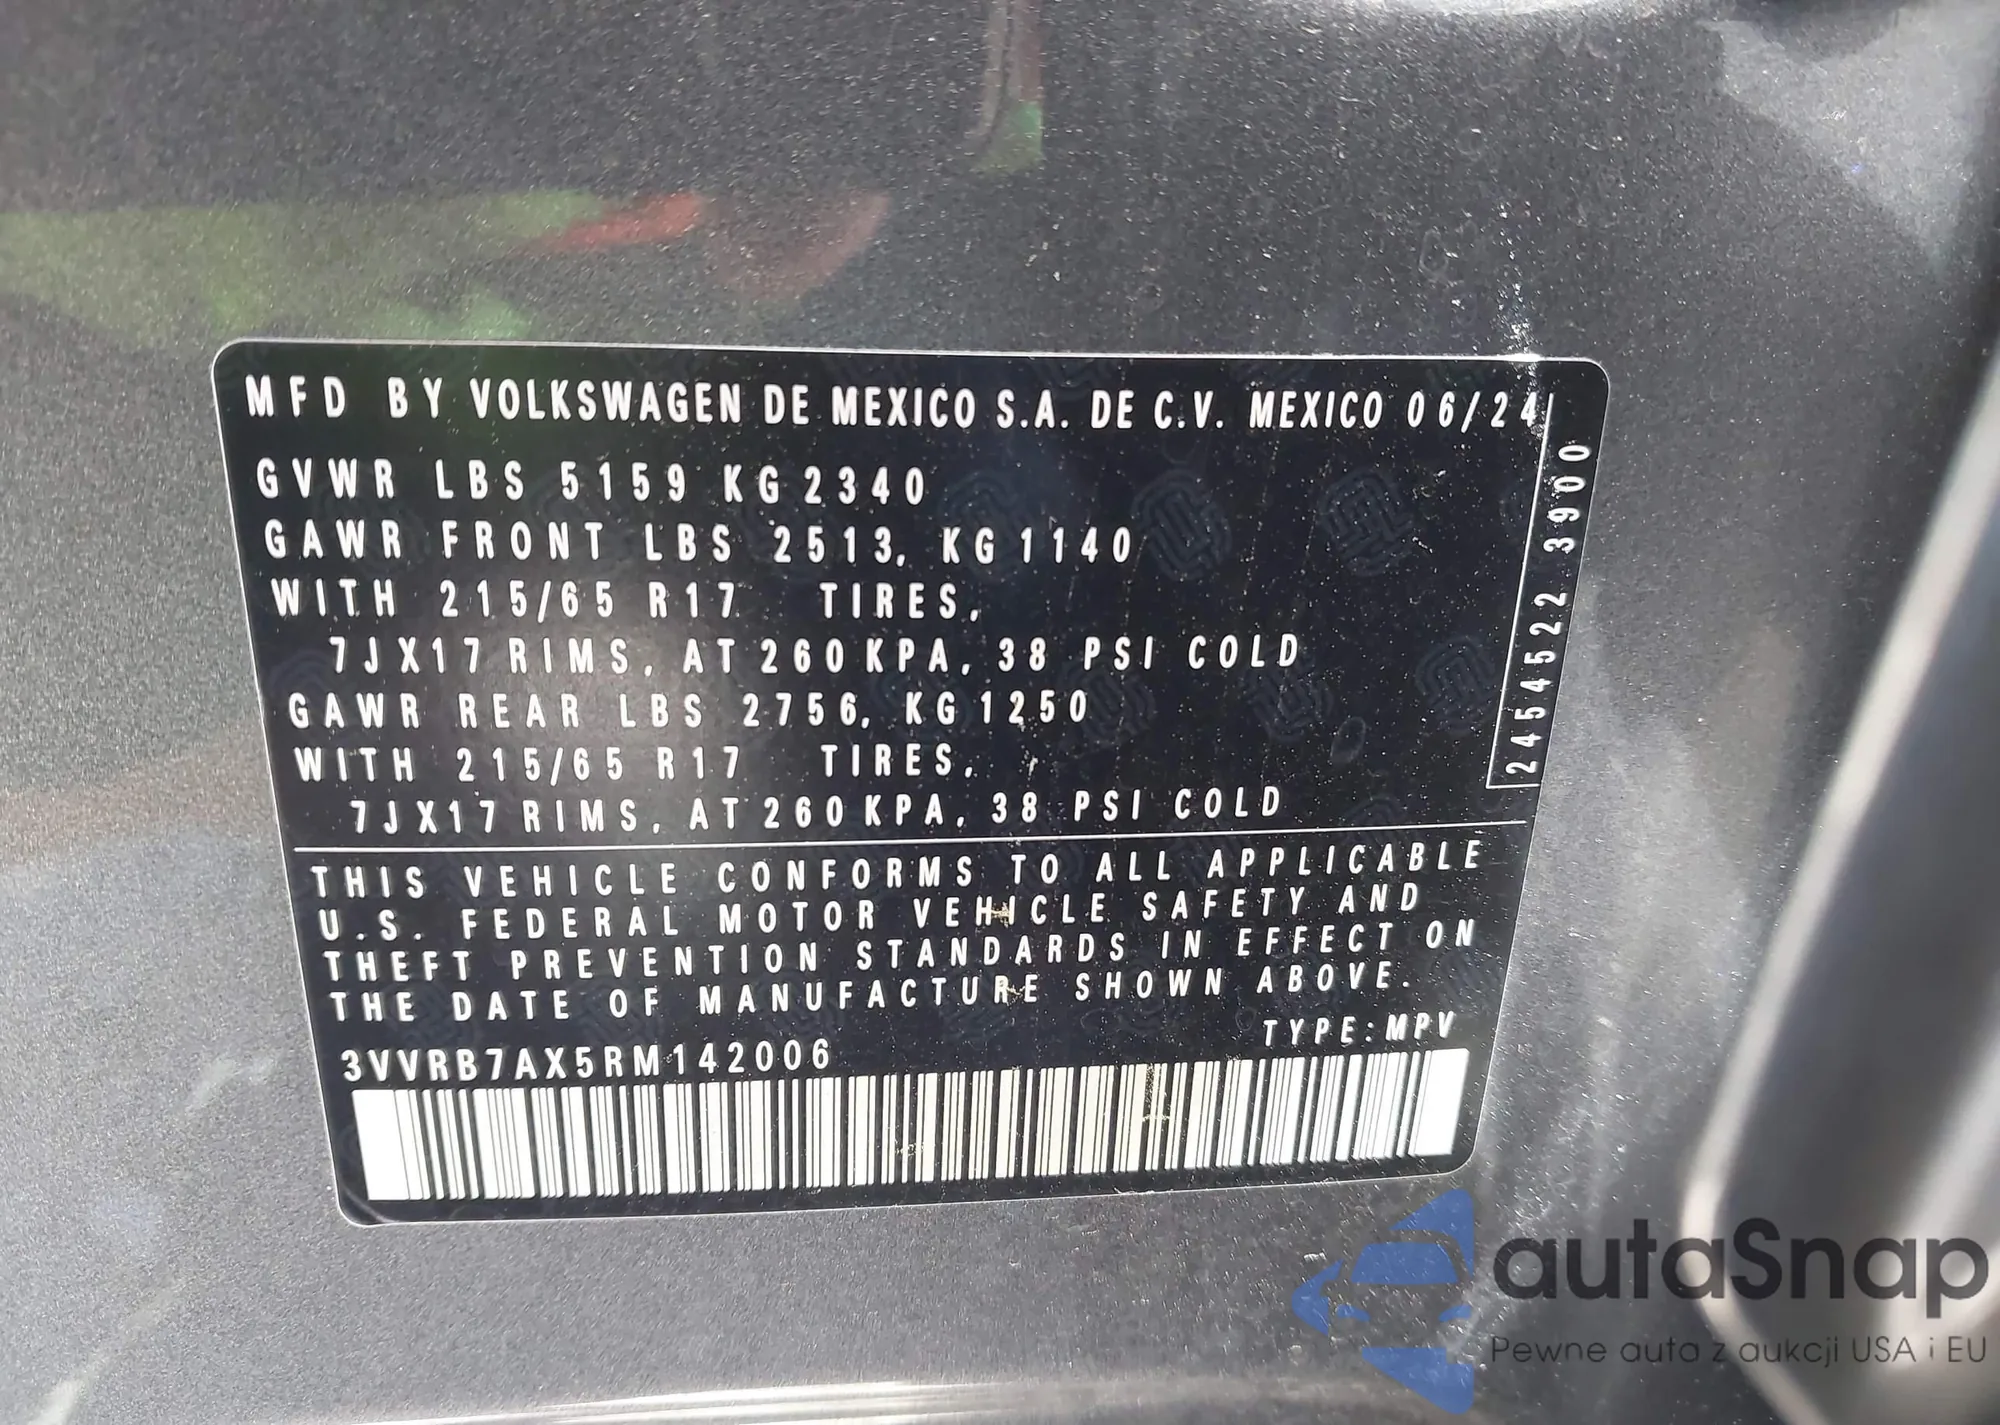 MFD BY VOLKSWAGEN DE MEXICO S.A. DE C.V. MEXICO 06/24
GVWR LBS 5159 KG 2340
GAWR FRONT LBS 2513, KG 1140
WITH 215/65 R17 TIRES,
7JX17 RIMS, AT 260 KPA, 38 PSI COLD
GAWR REAR LBS 2756, KG 1250
WITH 215/65 R17 TIRES,
7JX17 RIMS, AT 260 KPA, 38 PSI COLD
2454522 3900
THIS VEHICLE CONFORMS TO ALL APPLICABLE
U.S. FEDERAL MOTOR VEHICLE SAFETY AND
THEFT PREVENTION STANDARDS IN EFFECT ON
THE DATE OF MANUFACTURE SHOWN ABOVE.
TYPE: MPV
3VVRB7AX5RM142006
autaSnap
Pewne auta z aukcji USA i EU